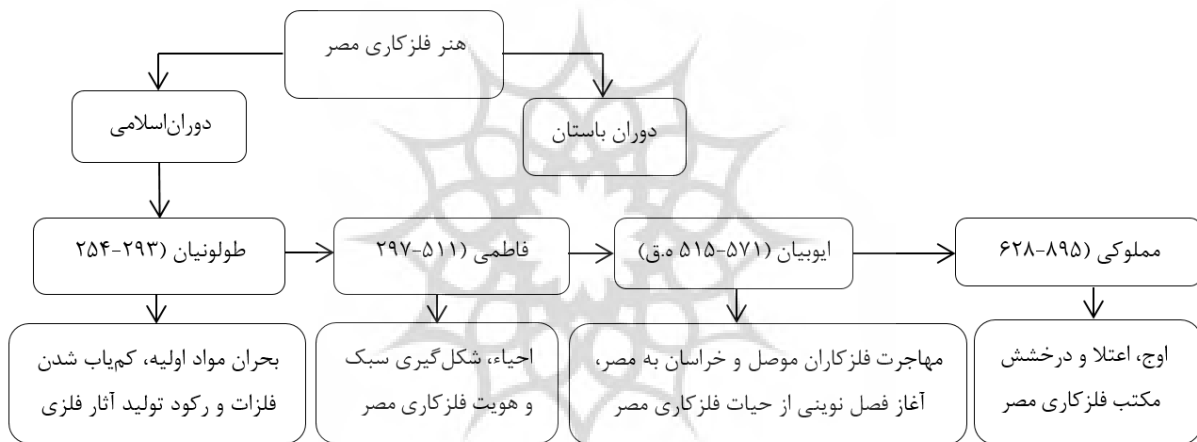 هنر فلزکاری مصر
دوران‌اسلامی
دوران باستان
طولونیان (۲۹۳-۲۵۴
فاطمی (۵۱۱-۲۹۷
ایوبیان (۵۷۱-۵۱۵ ه.ق)
مملوکی (۸۹۵-۶۲۸
بحران مواد اولیه، کم‌یاب شدن
فلزات و رکود تولید آثار فلزی
احیاء، شکل‌گیری سبک
و هویت فلزکاری مصر
مهاجرت فلزکاران موصل و خراسان به مصر،
آغاز فصل نوینی از حیات فلزکاری مصر
اوج، اعتلا و درخشش
مکتب فلزکاری مصر